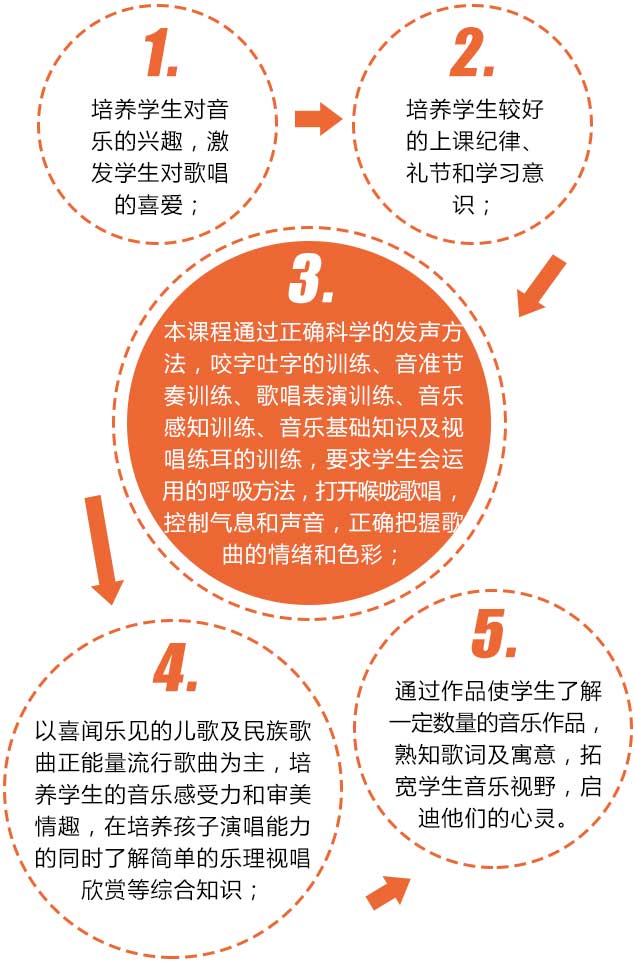 1.
培养学生对音
乐的兴趣，激
发学生对歌唱
的喜爱；
2.
培养学生较好
的上课纪律、
礼节和学习意
识；
3.
本课程通过正确科学的发声方
法，咬字吐字的训练、音准节
奏训练、歌唱表演训练、音乐
感知训练、音乐基础知识及视
唱练耳的训练，要求学生会运
用的呼吸方法，打开喉咙歌唱，
控制气息和声音，正确把握歌
曲的情绪和色彩；
4.
以喜闻乐见的儿歌及民族歌
曲正能量流行歌曲为主，培
养学生的音乐感受力和审美
情趣，在培养孩子演唱能力
的同时了解简单的乐理视唱
欣赏等综合知识；
5.
通过作品使学生了解
一定数量的音乐作品，
熟知歌词及寓意，拓
宽学生音乐视野，启
迪他们的心灵。